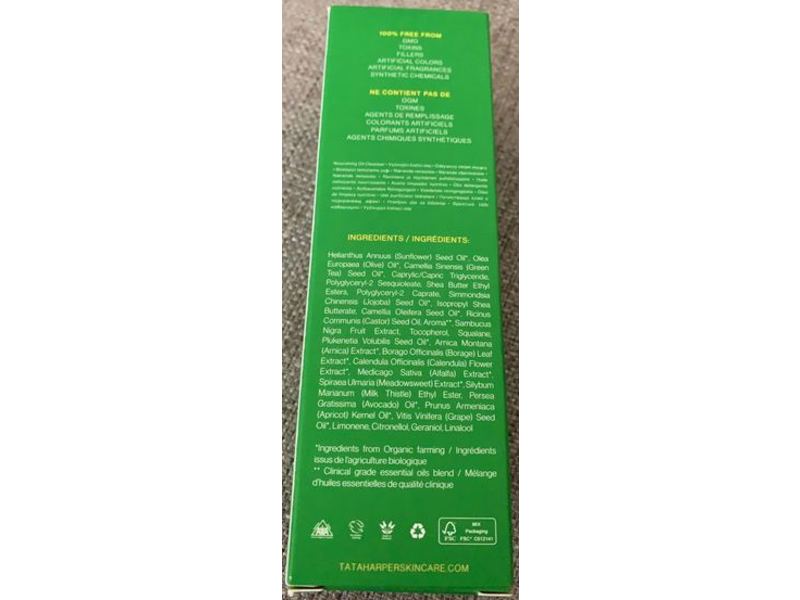 100% FREE FROM
GMO
TOXINS
FILLERS
ARTIFICIAL COLORS
ARTIFICIAL FRAGRANCES
SYNTHETIC CHEMICALS
NE CONTIENT PAS DE
OGM
TOXINES
AGENTS DE REMPLISSAGE
COLORANTS ARTIFICIELS
PARFUMS ARTIFICIELS
AGENTS CHIMIQUES SYNTHÉTIQUES
Nourishing Oil Cleanser
INGREDIENTS / INGRÉDIENTS:
Helianthus Annuus (Sunflower) Seed Oil*, Olea
Europaea (Olive) Oil*, Camellia Sinensis (Green
Tea) Seed Oil*, Caprylic/Capric Triglyceride,
Polyglyceryl-2 Sesquioleate, Shea Butter Ethyl
Esters, Polyglyceryl-2 Caprate, Simmondsia
Chinensis (Jojoba) Seed Oil*, Isopropyl Shea
Butterate, Camellia Oleifera Seed Oil*, Ricinus
Communis (Castor) Seed Oil, Aroma**, Sambucus
Nigra Fruit Extract, Tocopherol, Squalane,
Plukenetia Volubilis Seed Oil*, Arnica Montana
(Arnica) Extract*, Borago Officinalis (Borage) Leaf
Extract*, Calendula Officinalis (Calendula) Flower
Extract*, Medicago Sativa (Alfalfa) Extract*,
Spiraea Ulmaria (Meadowsweet) Extract*, Silybum
Marianum (Milk Thistle) Ethyl Ester, Persea
Gratissima (Avocado) Oil*, Prunus Armeniaca
(Apricot) Kernel Oil*, Vitis Vinifera (Grape) Seed
Oil*, Limonene, Citronellol, Geraniol, Linalool
*Ingredients from Organic farming / Ingrédients
issus de l'agriculture biologique
** Clinical grade essential oils blend / Mélange
d'huiles essentielles de qualité clinique
MIX
Packaging
FSC FSC® C012141
TATAHARPERSKINCARE.COM